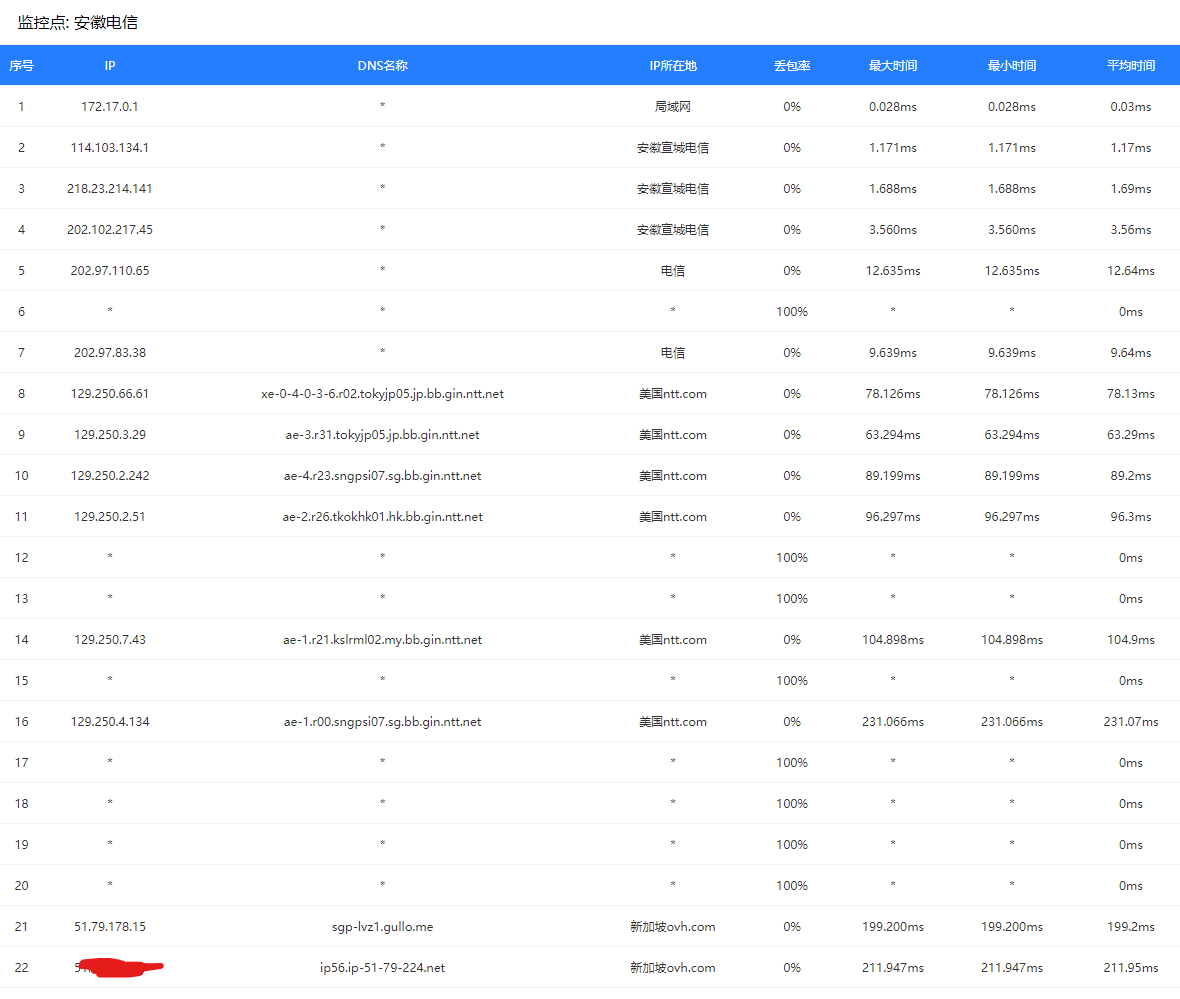 监控点: 安徽电信
序号 IP DNS名称 IP所在地 丢包率 最大时间 最小时间 平均时间
1 172.17.0.1 * 局域网 0% 0.028ms 0.028ms 0.03ms
2 114.103.134.1 * 安徽宣城电信 0% 1.171ms 1.171ms 1.17ms
3 218.23.214.141 * 安徽宣城电信 0% 1.688ms 1.688ms 1.69ms
4 202.102.217.45 * 安徽宣城电信 0% 3.560ms 3.560ms 3.56ms
5 202.97.110.65 * 电信 0% 12.635ms 12.635ms 12.64ms
6 * * * 100% * * 0ms
7 202.97.83.38 * 电信 0% 9.639ms 9.639ms 9.64ms
8 129.250.66.61 xe-0-4-0-3-6.r02.tokyjp05.jp.bb.gin.ntt.net 美国ntt.com 0% 78.126ms 78.126ms 78.13ms
9 129.250.3.29 ae-3.r31.tokyjp05.jp.bb.gin.ntt.net 美国ntt.com 0% 63.294ms 63.294ms 63.29ms
10 129.250.2.242 ae-4.r23.sngpsi07.sg.bb.gin.ntt.net 美国ntt.com 0% 89.199ms 89.199ms 89.2ms
11 129.250.2.51 ae-2.r26.tkokhk01.hk.bb.gin.ntt.net 美国ntt.com 0% 96.297ms 96.297ms 96.3ms
12 * * * 100% * * 0ms
13 * * * 100% * * 0ms
14 129.250.7.43 ae-1.r21.kslrml02.my.bb.gin.ntt.net 美国ntt.com 0% 104.898ms 104.898ms 104.9ms
15 * * * 100% * * 0ms
16 129.250.4.134 ae-1.r00.sngpsi07.sg.bb.gin.ntt.net 美国ntt.com 0% 231.066ms 231.066ms 231.07ms
17 * * * 100% * * 0ms
18 * * * 100% * * 0ms
19 * * * 100% * * 0ms
20 * * * 100% * * 0ms
21 51.79.178.15 sgp-lvz1.gullo.me 新加坡ovh.com 0% 199.200ms 199.200ms 199.2ms
22 ip56.ip-51-79-224.net 新加坡ovh.com 0% 211.947ms 211.947ms 211.95ms